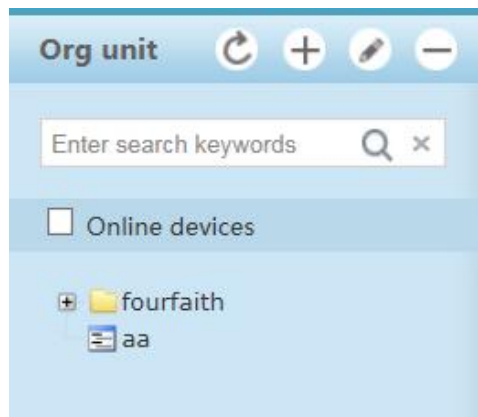 Org unit
Enter search keywords
Online devices
fourfaith
aa